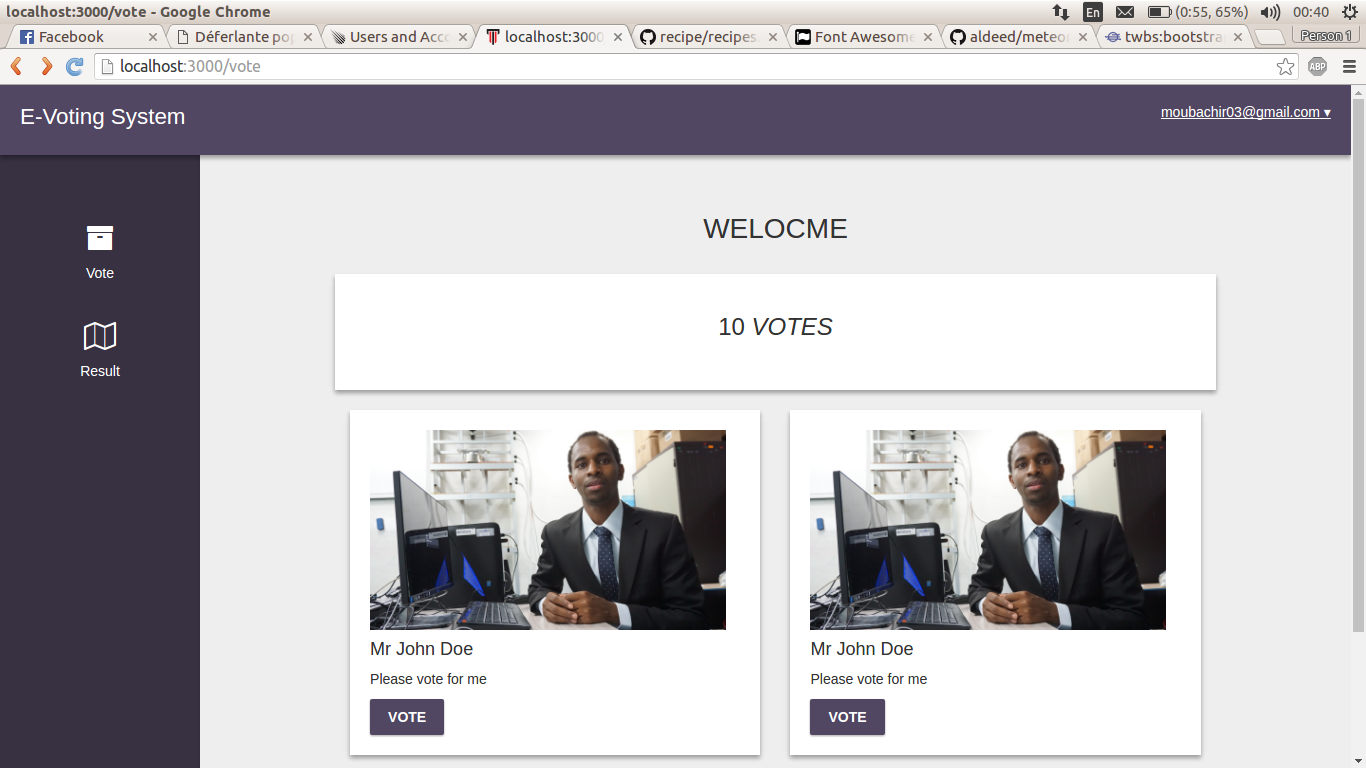 localhost:3000/vote - Google Chrome
En (0:55, 65%) 00:40
Facebook
Déferlante po
Users and Acc
localhost:3000
recipe/recipes
Font Awesome
aldeed/meteo
twbs:bootstra
Person 1
localhost:3000/vote
ABP
E-Voting System
moubachir03@gmail.com ▾
Vote
Result
WELOCME
10 VOTES
Mr John Doe
Please vote for me
VOTE
Mr John Doe
Please vote for me
VOTE